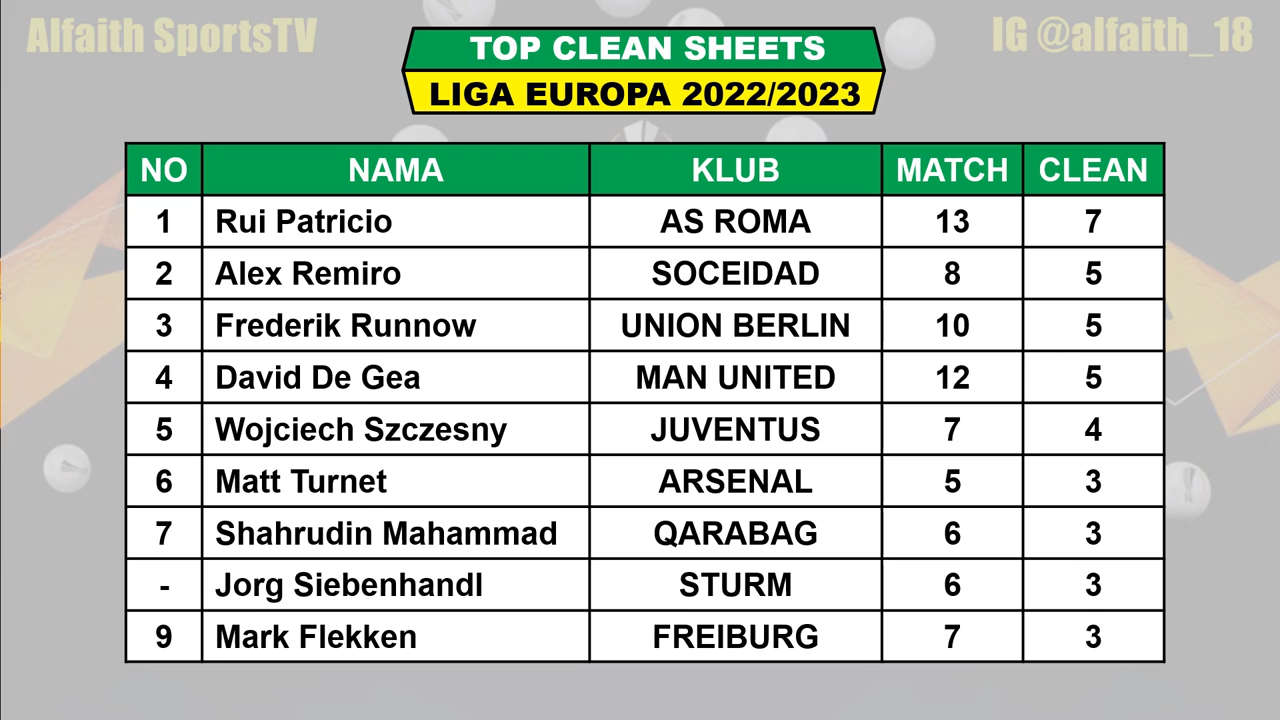 Alfaith SportsTV
IG @alfaith_18
TOP CLEAN SHEETS
LIGA EUROPA 2022/2023
NO NAMA KLUB MATCH CLEAN
1 Rui Patricio AS ROMA 13 7
2 Alex Remiro SOCEIDAD 8 5
3 Frederik Runnow UNION BERLIN 10 5
4 David De Gea MAN UNITED 12 5
5 Wojciech Szczesny JUVENTUS 7 4
6 Matt Turnet ARSENAL 5 3
7 Shahrudin Mahammad QARABAG 6 3
- Jorg Siebenhandl STURM 6 3
9 Mark Flekken FREIBURG 7 3